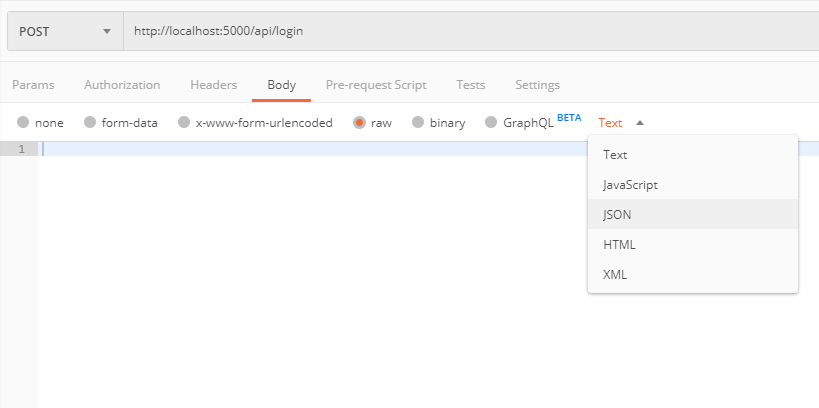 POST http://localhost:5000/api/login
Params Authorization Headers Body Pre-request Script Tests Settings
none form-data x-www-form-urlencoded raw binary GraphQL BETA Text
1
Text
JavaScript
JSON
HTML
XML